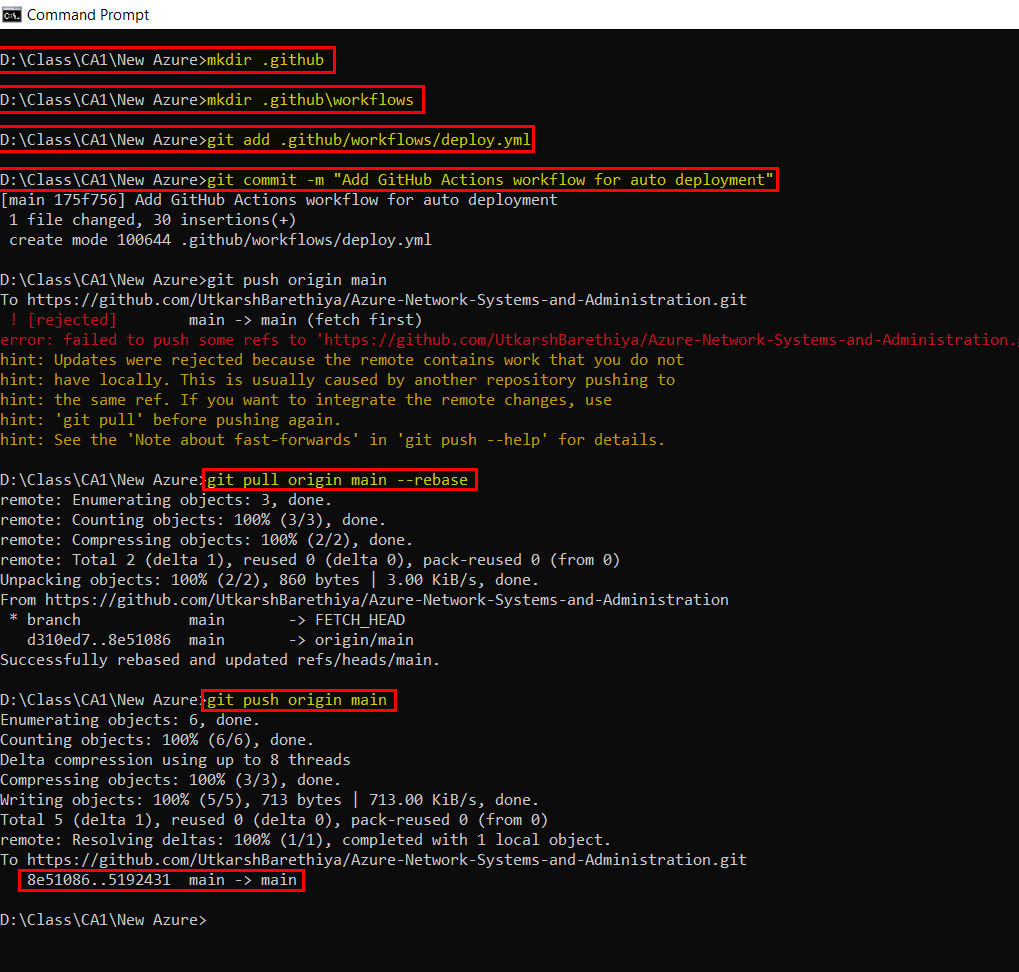 Command Prompt
D:\Class\CA1\New Azure>mkdir .github
D:\Class\CA1\New Azure>mkdir .github\workflows
D:\Class\CA1\New Azure>git add .github/workflows/deploy.yml
D:\Class\CA1\New Azure>git commit -m "Add GitHub Actions workflow for auto deployment"
[main 175f756] Add GitHub Actions workflow for auto deployment
 1 file changed, 30 insertions(+)
 create mode 100644 .github/workflows/deploy.yml
D:\Class\CA1\New Azure>git push origin main
To https://github.com/UtkarshBarethiya/Azure-Network-Systems-and-Administration.git
 ! [rejected]        main -> main (fetch first)
error: failed to push some refs to 'https://github.com/UtkarshBarethiya/Azure-Network-Systems-and-Administration.
hint: Updates were rejected because the remote contains work that you do not
hint: have locally. This is usually caused by another repository pushing to
hint: the same ref. If you want to integrate the remote changes, use
hint: 'git pull' before pushing again.
hint: See the 'Note about fast-forwards' in 'git push --help' for details.
D:\Class\CA1\New Azure>git pull origin main --rebase
remote: Enumerating objects: 3, done.
remote: Counting objects: 100% (3/3), done.
remote: Compressing objects: 100% (2/2), done.
remote: Total 2 (delta 1), reused 0 (delta 0), pack-reused 0 (from 0)
Unpacking objects: 100% (2/2), 860 bytes | 3.00 KiB/s, done.
From https://github.com/UtkarshBarethiya/Azure-Network-Systems-and-Administration
 * branch            main       -> FETCH_HEAD
   d310ed7..8e51086  main       -> origin/main
Successfully rebased and updated refs/heads/main.
D:\Class\CA1\New Azure>git push origin main
Enumerating objects: 6, done.
Counting objects: 100% (6/6), done.
Delta compression using up to 8 threads
Compressing objects: 100% (3/3), done.
Writing objects: 100% (5/5), 713 bytes | 713.00 KiB/s, done.
Total 5 (delta 1), reused 0 (delta 0), pack-reused 0 (from 0)
remote: Resolving deltas: 100% (1/1), completed with 1 local object.
To https://github.com/UtkarshBarethiya/Azure-Network-Systems-and-Administration.git
   8e51086..5192431  main -> main
D:\Class\CA1\New Azure>